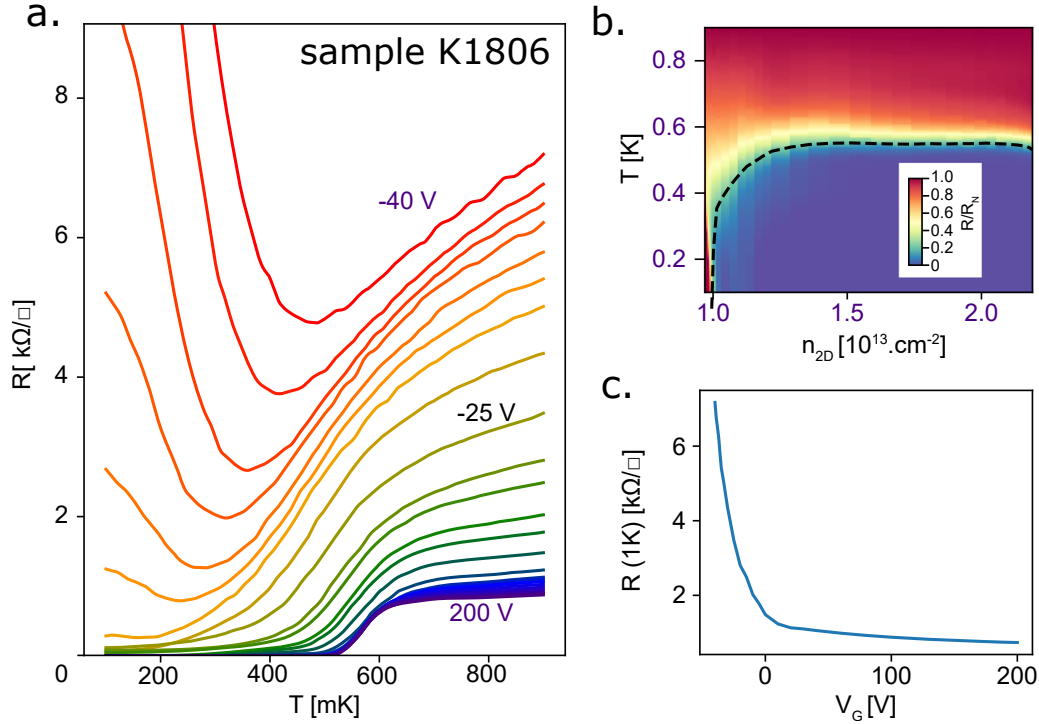 a.
sample K1806
8
6
4
2
0
-40 V
-25 V
200 V
R[ kΩ/□]
200
400
600
800
T [mK]
b.
0.8
0.6
0.4
0.2
T [K]
1.0
0.8
0.6
0.4
0.2
0
R/R_N
1.0
1.5
2.0
n_2D [10^13.cm^-2]
c.
6
4
2
R (1K) [kΩ/□]
0
100
200
V_G [V]